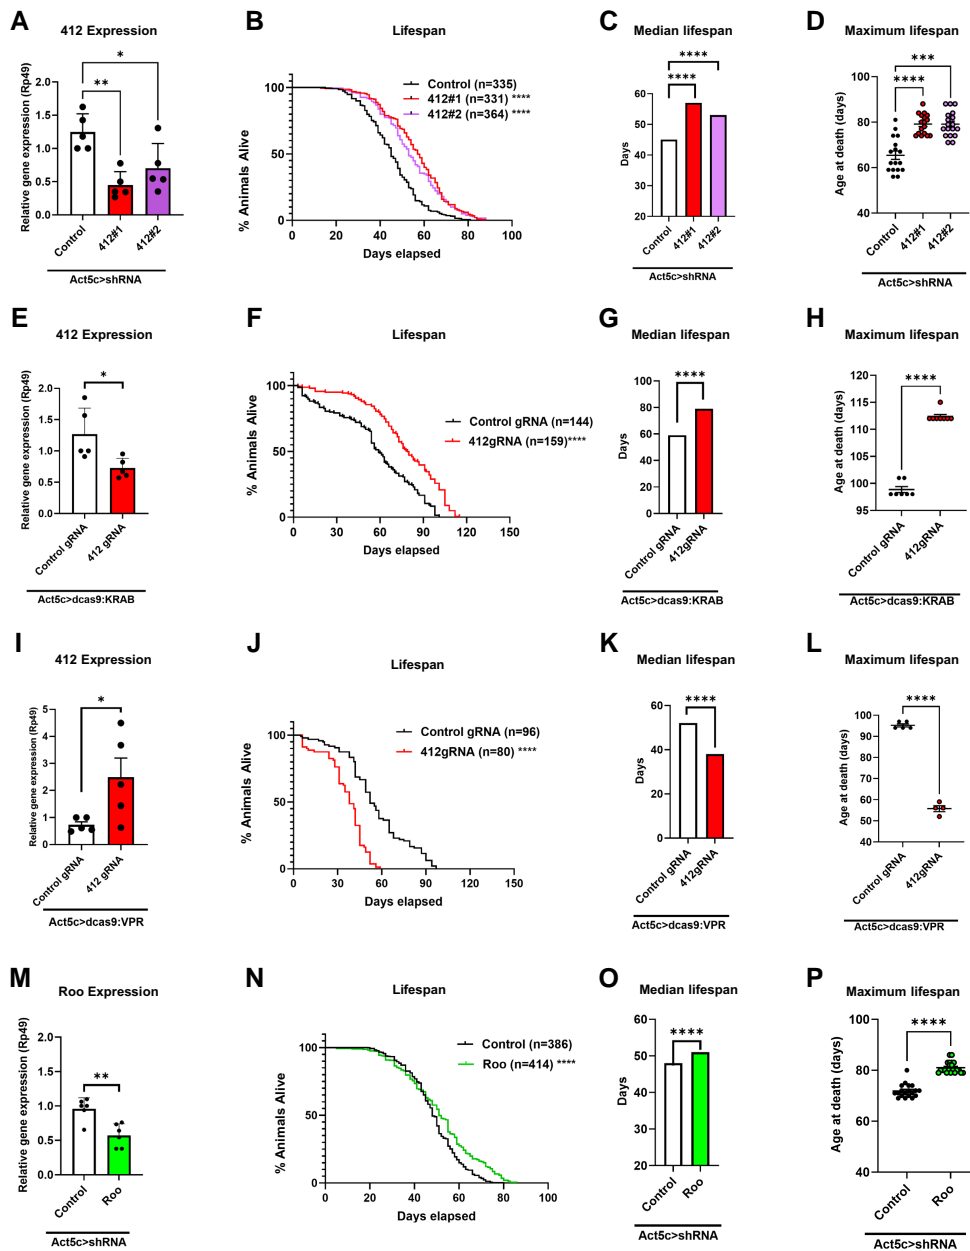 A
412 Expression
Relative gene expression (Rp49)
2.0
1.5
1.0
0.5
0.0
*
**
Control
412#1
412#2
Act5c>shRNA
B
Lifespan
% Animals Alive
100
50
0
0 20 40 60 80 100
Days elapsed
Control (n=335)
412#1 (n=331) ****
412#2 (n=364) ****
C
Median lifespan
Days
80
60
40
20
****
****
Control
412#1
412#2
Act5c>shRNA
D
Maximum lifespan
Age at death (days)
100
80
60
40
***
****
Control
412#1
412#2
Act5c>shRNA
E
412 Expression
Relative gene expression (Rp49)
2.0
1.5
1.0
0.5
0.0
*
Control gRNA
412 gRNA
Act5c>dcas9:KRAB
F
Lifespan
% Animals Alive
100
50
0
0 30 60 90 120 150
Days elapsed
Control gRNA (n=144)
412gRNA (n=159)****
G
Median lifespan
Days
100
80
60
40
20
0
****
Control gRNA
412gRNA
Act5c>dcas9:KRAB
H
Maximum lifespan
Age at death (days)
120
115
110
105
100
95
****
Control gRNA
412gRNA
Act5c>dcas9:KRAB
I
412 Expression
Relative gene expression (Rp49)
5
4
3
2
1
0
*
Control gRNA
412 gRNA
Act5c>dcas9:VPR
J
Lifespan
% Animals Alive
100
50
0
0 30 60 90 120 150
Days elapsed
Control gRNA (n=96)
412gRNA (n=80) ****
K
Median lifespan
Days
60
40
20
0
****
Control gRNA
412gRNA
Act5c>dcas9:VPR
L
Maximum lifespan
Age at death (days)
100
90
80
70
60
50
40
****
Control gRNA
412gRNA
Act5c>dcas9:VPR
M
Roo Expression
Relative gene expression (Rp49)
2.0
1.5
1.0
0.5
0.0
**
Control
Roo
Act5c>shRNA
N
Lifespan
% Animals Alive
100
50
0
0 20 40 60 80 100
Days elapsed
Control (n=386)
Roo (n=414) ****
O
Median lifespan
Days
60
50
40
30
20
****
Control
Roo
Act5c>shRNA
P
Maximum lifespan
Age at death (days)
100
90
80
70
60
50
40
****
Control
Roo
Act5c>shRNA